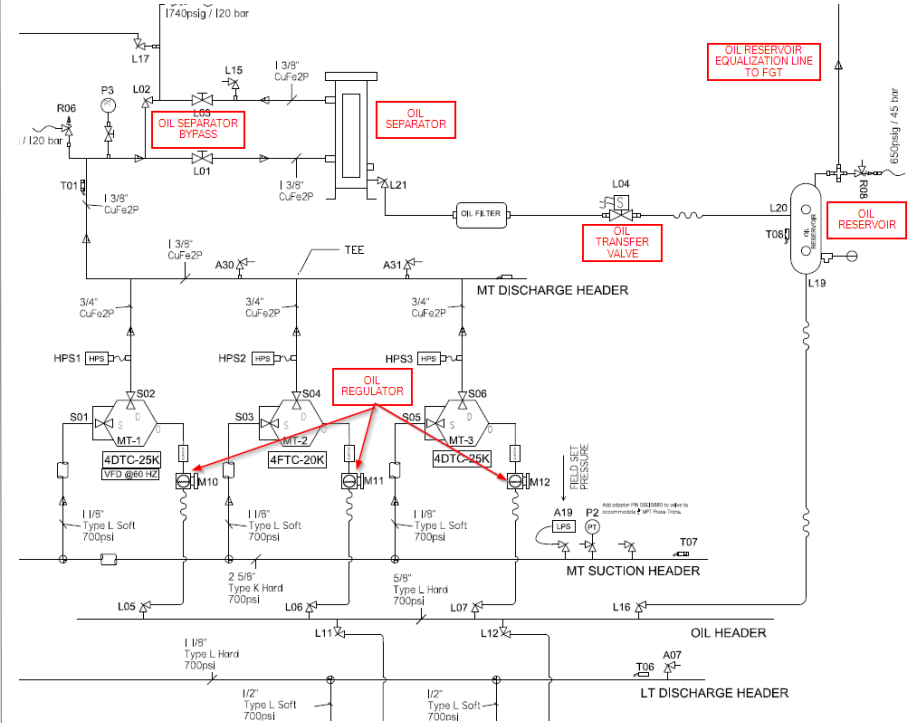 1740psig / 120 bar
L17
OIL RESERVOIR
EQUALIZATION LINE
TO FGT
L15
1 3/8"
CuFe2P
P3
PT
L02
L03
R06
OIL SEPARATOR
BYPASS
OIL
SEPARATOR
650psig / 45 bar
/ 120 bar
L01
T01
1 3/8"
CuFe2P
1 3/8"
CuFe2P
L21
OIL FILTER
L04
S
R08
L20
OIL
RESERVOIR
OIL
RESERVOIR
T08
OIL
TRANSFER
VALVE
L19
1 3/8"
CuFe2P
A30
TEE
A31
MT DISCHARGE HEADER
3/4"
CuFe2P
3/4"
CuFe2P
3/4"
CuFe2P
HPS1
HPS
HPS2
HPS
HPS3
HPS
OIL
REGULATOR
S02
S04
S06
S01
S
D
D
MT-1
S03
S
D
D
MT-2
S05
S
D
D
MT-3
4DTC-25K
VFD @60 HZ
4FTC-20K
4DTC-25K
M10
M11
M12
FIELD SET
PRESSURE
1 1/8"
Type L Soft
700psi
1 1/8"
Type L Soft
700psi
1 1/8"
Type L Soft
700psi
A19
LPS
P2
PT
T07
MT SUCTION HEADER
2 5/8"
Type K Hard
700psi
5/8"
Type L Hard
700psi
L05
L06
L07
L16
OIL HEADER
L11
L12
1 1/8"
Type L Hard
700psi
T06
A07
LT DISCHARGE HEADER
1/2"
Type L Soft
700psi
1/2"
Type L Soft
700psi